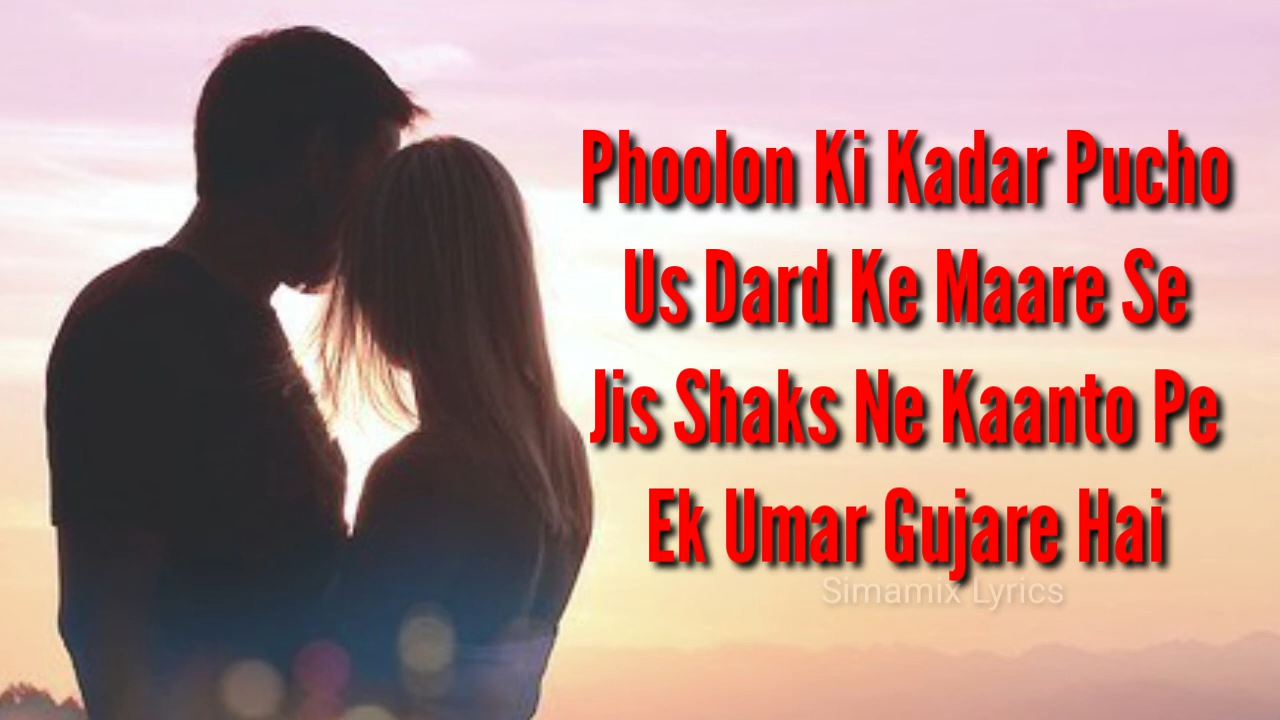 Phoolon Ki Kadar Pucho
Us Dard Ke Maare Se
Jis Shaks Ne Kaanto Pe
Ek Umar Gujare Hai
Simamix Lyrics